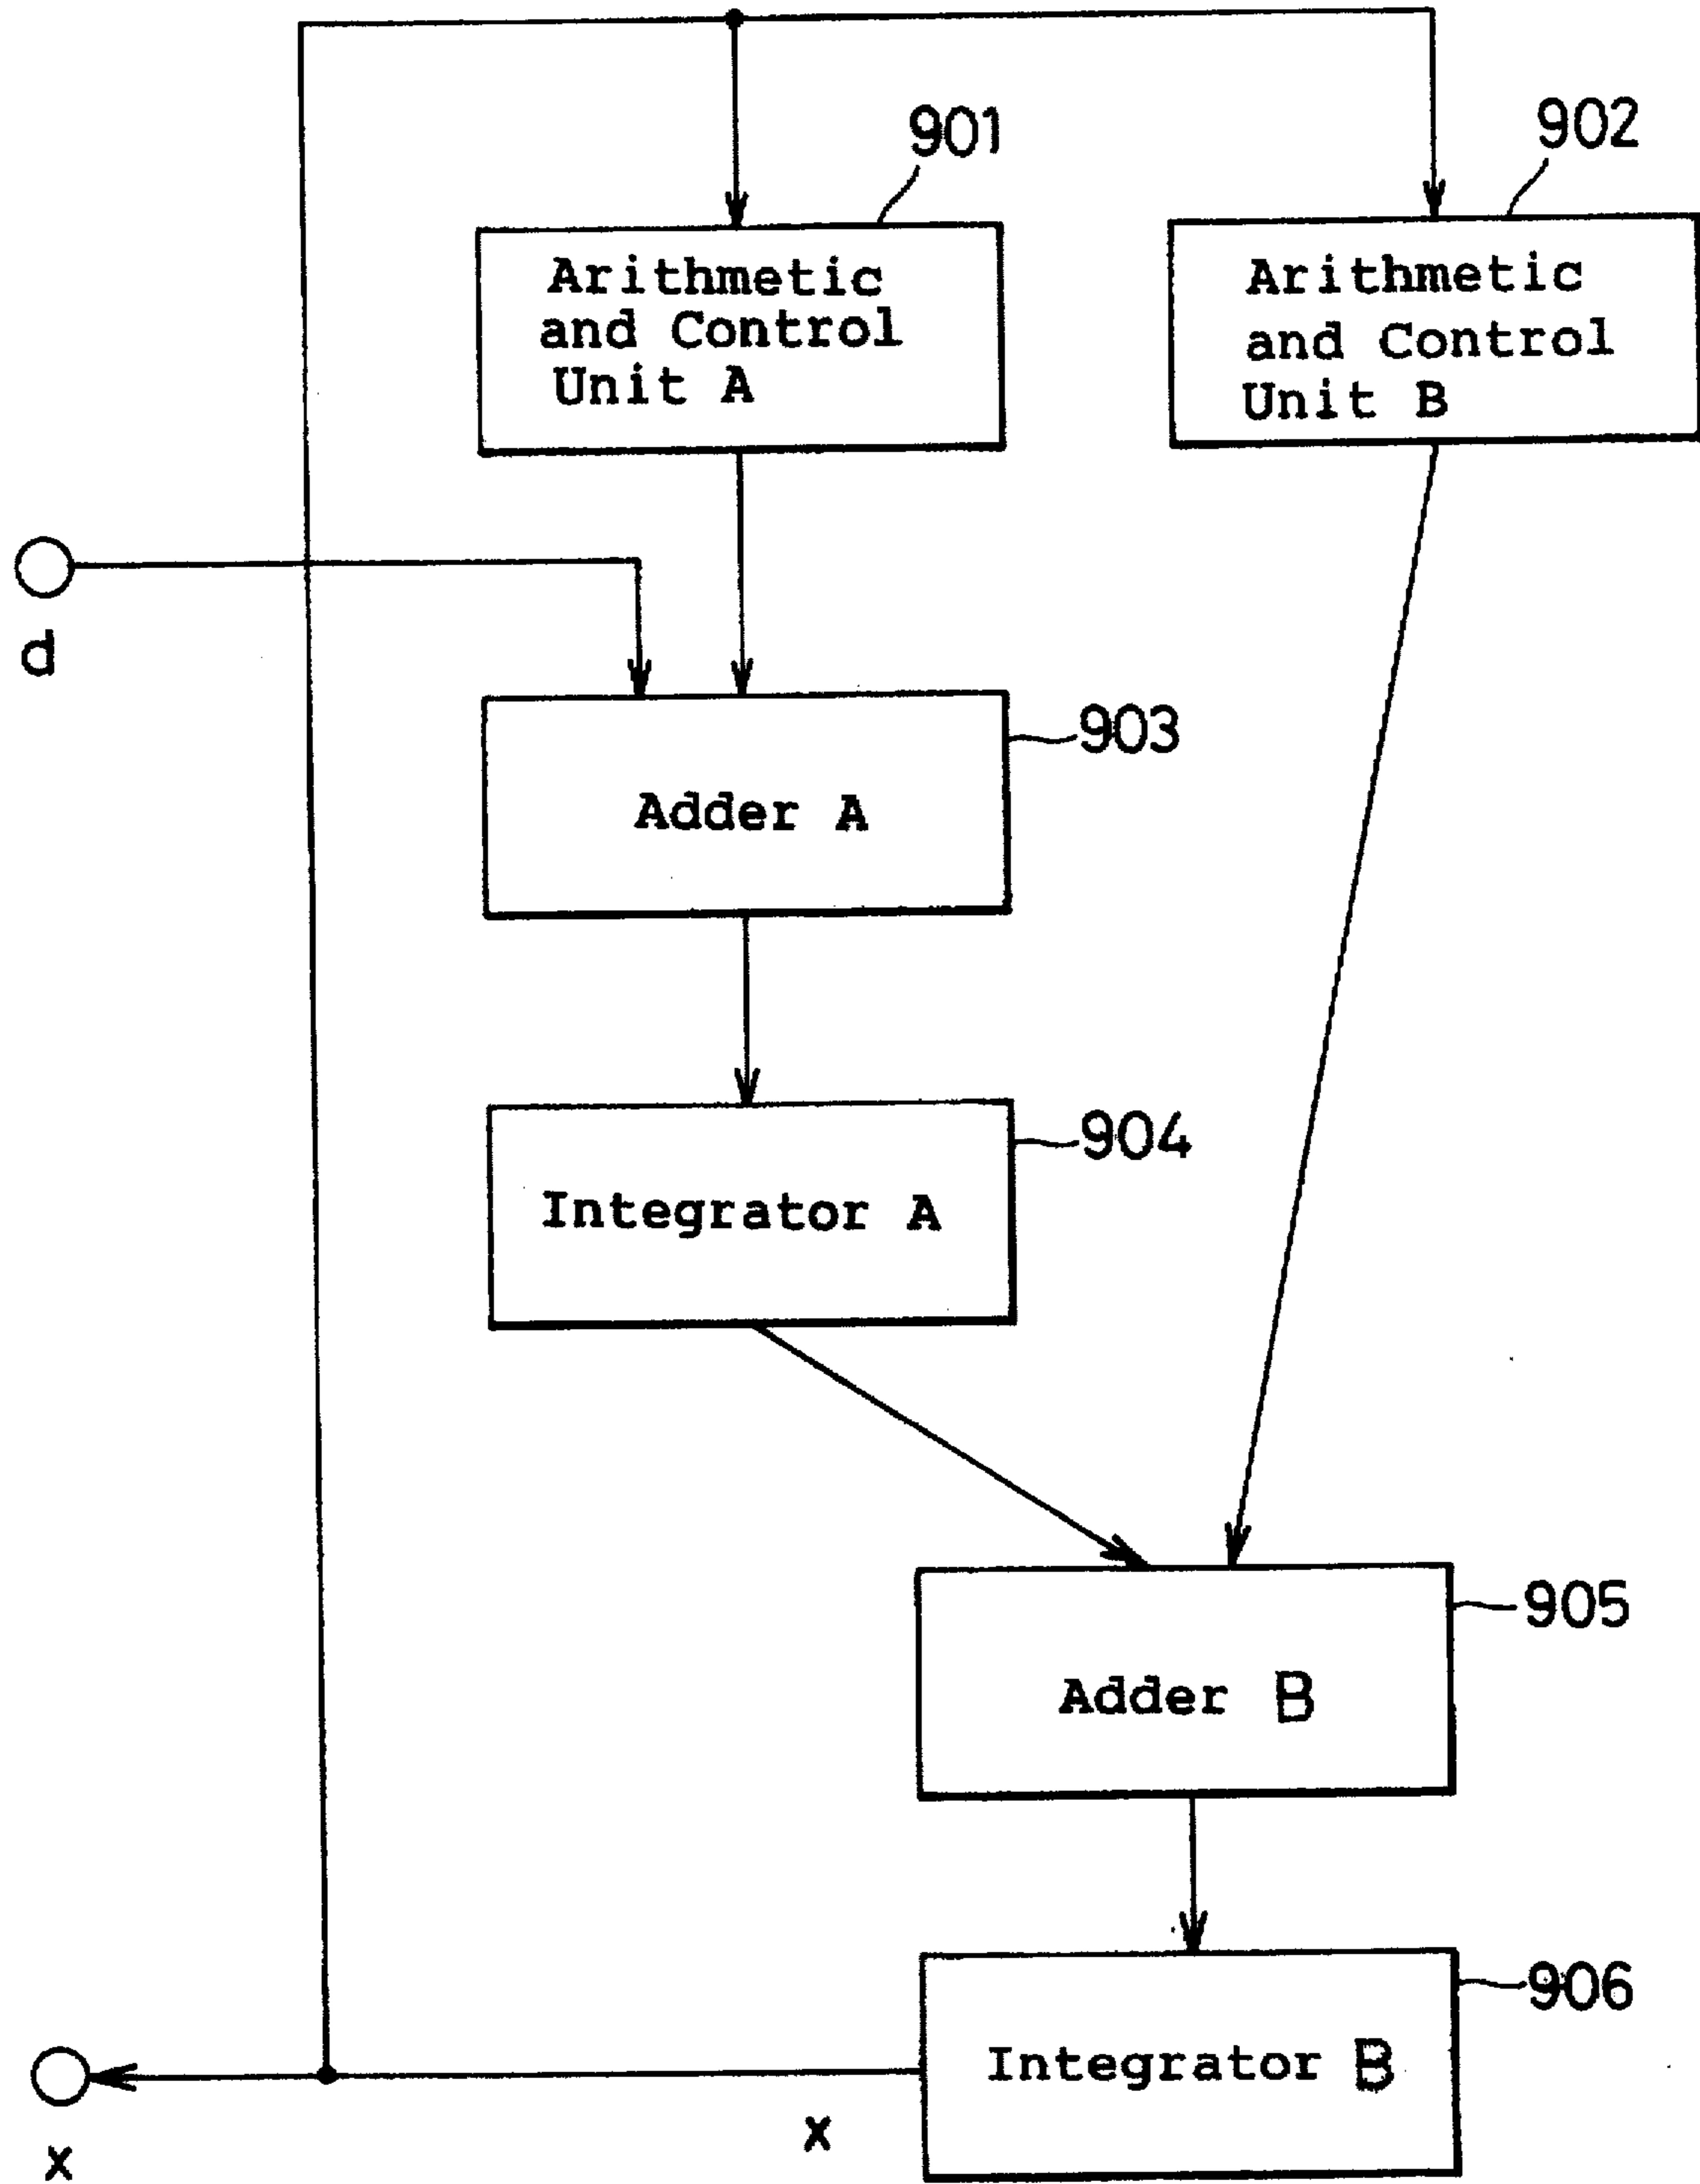 901
902
Arithmetic
and Control
Unit A
Arithmetic
and Control
Unit B
d
903
Adder A
904
Integrator A
905
Adder B
906
Integrator B
x
x